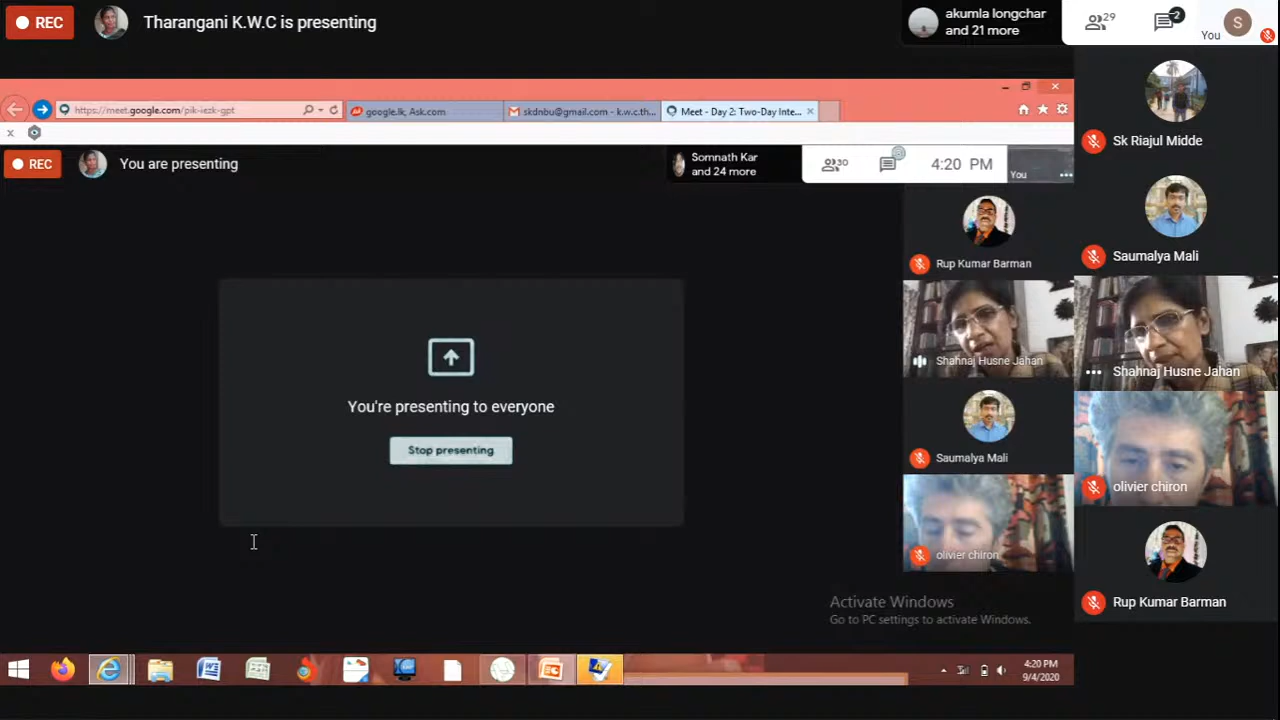 REC
Tharangani K.W.C is presenting
akumla longchar
and 21 more
29
2
You
S
https://meet.google.com/pik-iezk-gpt
google.lk, Ask.com
skdnbu@gmail.com - k.w.c.th...
Meet - Day 2: Two-Day Inte...
x
REC
You are presenting
Somnath Kar
and 24 more
30
4:20 PM
You
Rup Kumar Barman
Shahnaj Husne Jahan
Saumalya Mali
olivier chiron
You're presenting to everyone
Stop presenting
Activate Windows
Go to PC settings to activate Windows.
4:20 PM
9/4/2020
Sk Riajul Midde
Saumalya Mali
Shahnaj Husne Jahan
olivier chiron
Rup Kumar Barman